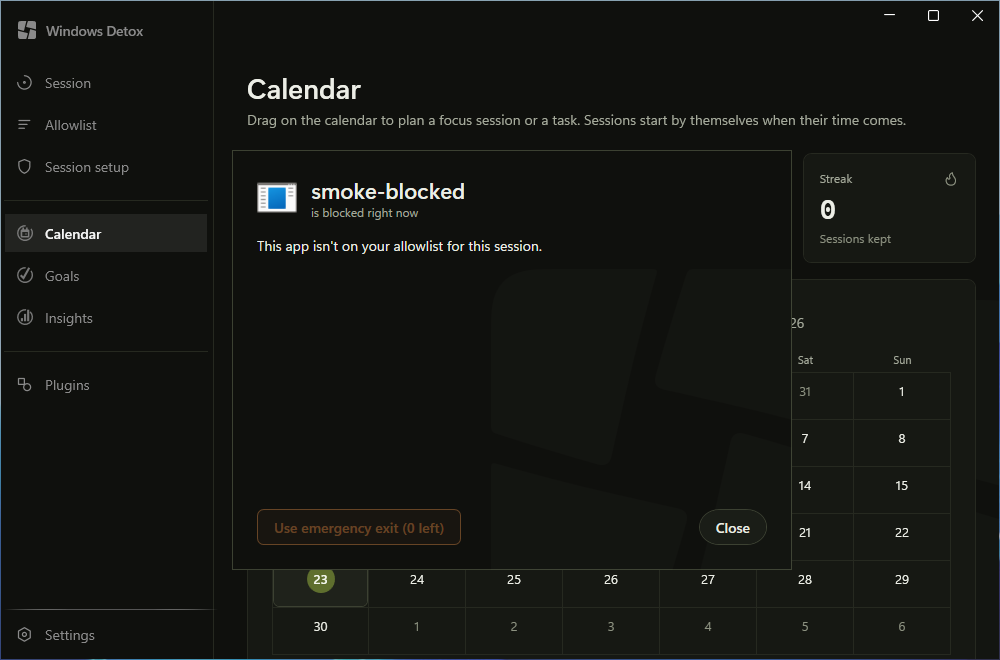 Windows Detox
Session
Allowlist
Session setup
Calendar
Goals
Insights
Plugins
Settings
Calendar
Drag on the calendar to plan a focus session or a task. Sessions start by themselves when their time comes.
smoke-blocked
is blocked right now
This app isn't on your allowlist for this session.
Use emergency exit (0 left)
Close
Streak
0
Sessions kept
26
Sat Sun
31 1
7 8
14 15
21 22
23 24 25 26 27 28 29
30 1 2 3 4 5 6